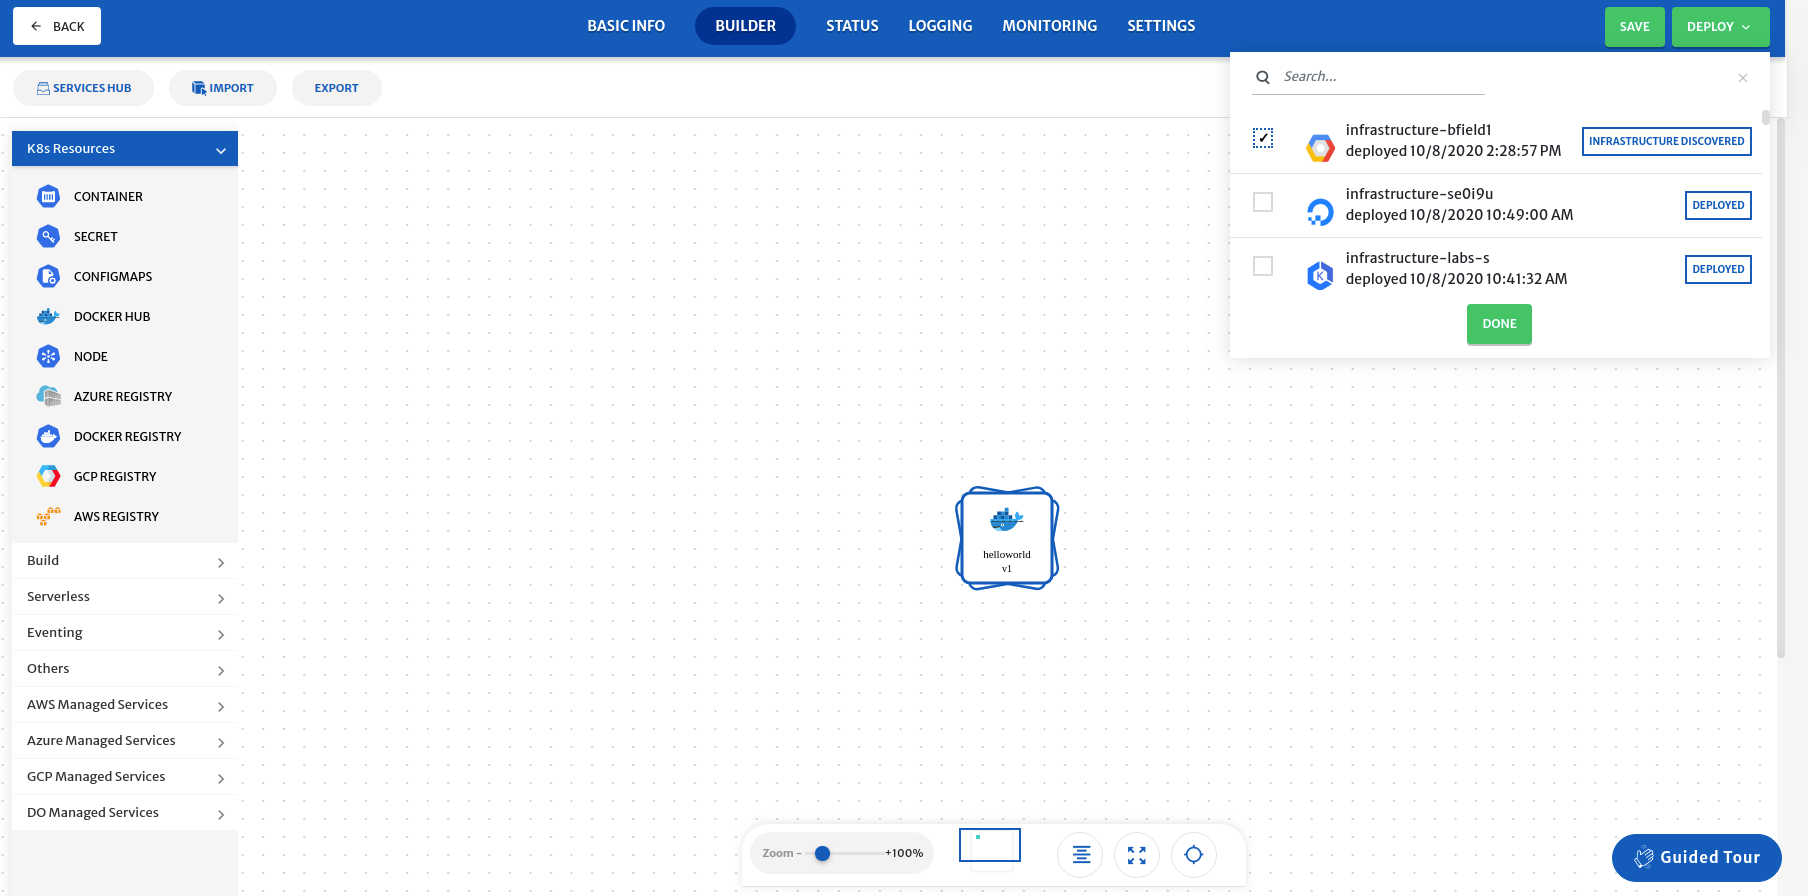 BACK
BASIC INFO
BUILDER
STATUS
LOGGING
MONITORING
SETTINGS
SAVE
DEPLOY
SERVICES HUB
IMPORT
EXPORT
Search...
infrastructure-bfield1
deployed 10/8/2020 2:28:57 PM
INFRASTRUCTURE DISCOVERED
infrastructure-se0i9u
deployed 10/8/2020 10:49:00 AM
DEPLOYED
infrastructure-labs-s
deployed 10/8/2020 10:41:32 AM
DEPLOYED
DONE
K8s Resources
CONTAINER
SECRET
CONFIGMAPS
DOCKER HUB
NODE
AZURE REGISTRY
DOCKER REGISTRY
GCP REGISTRY
AWS REGISTRY
Build
Serverless
Eventing
Others
AWS Managed Services
Azure Managed Services
GCP Managed Services
DO Managed Services
helloworld
v1
Zoom - +100%
Guided Tour